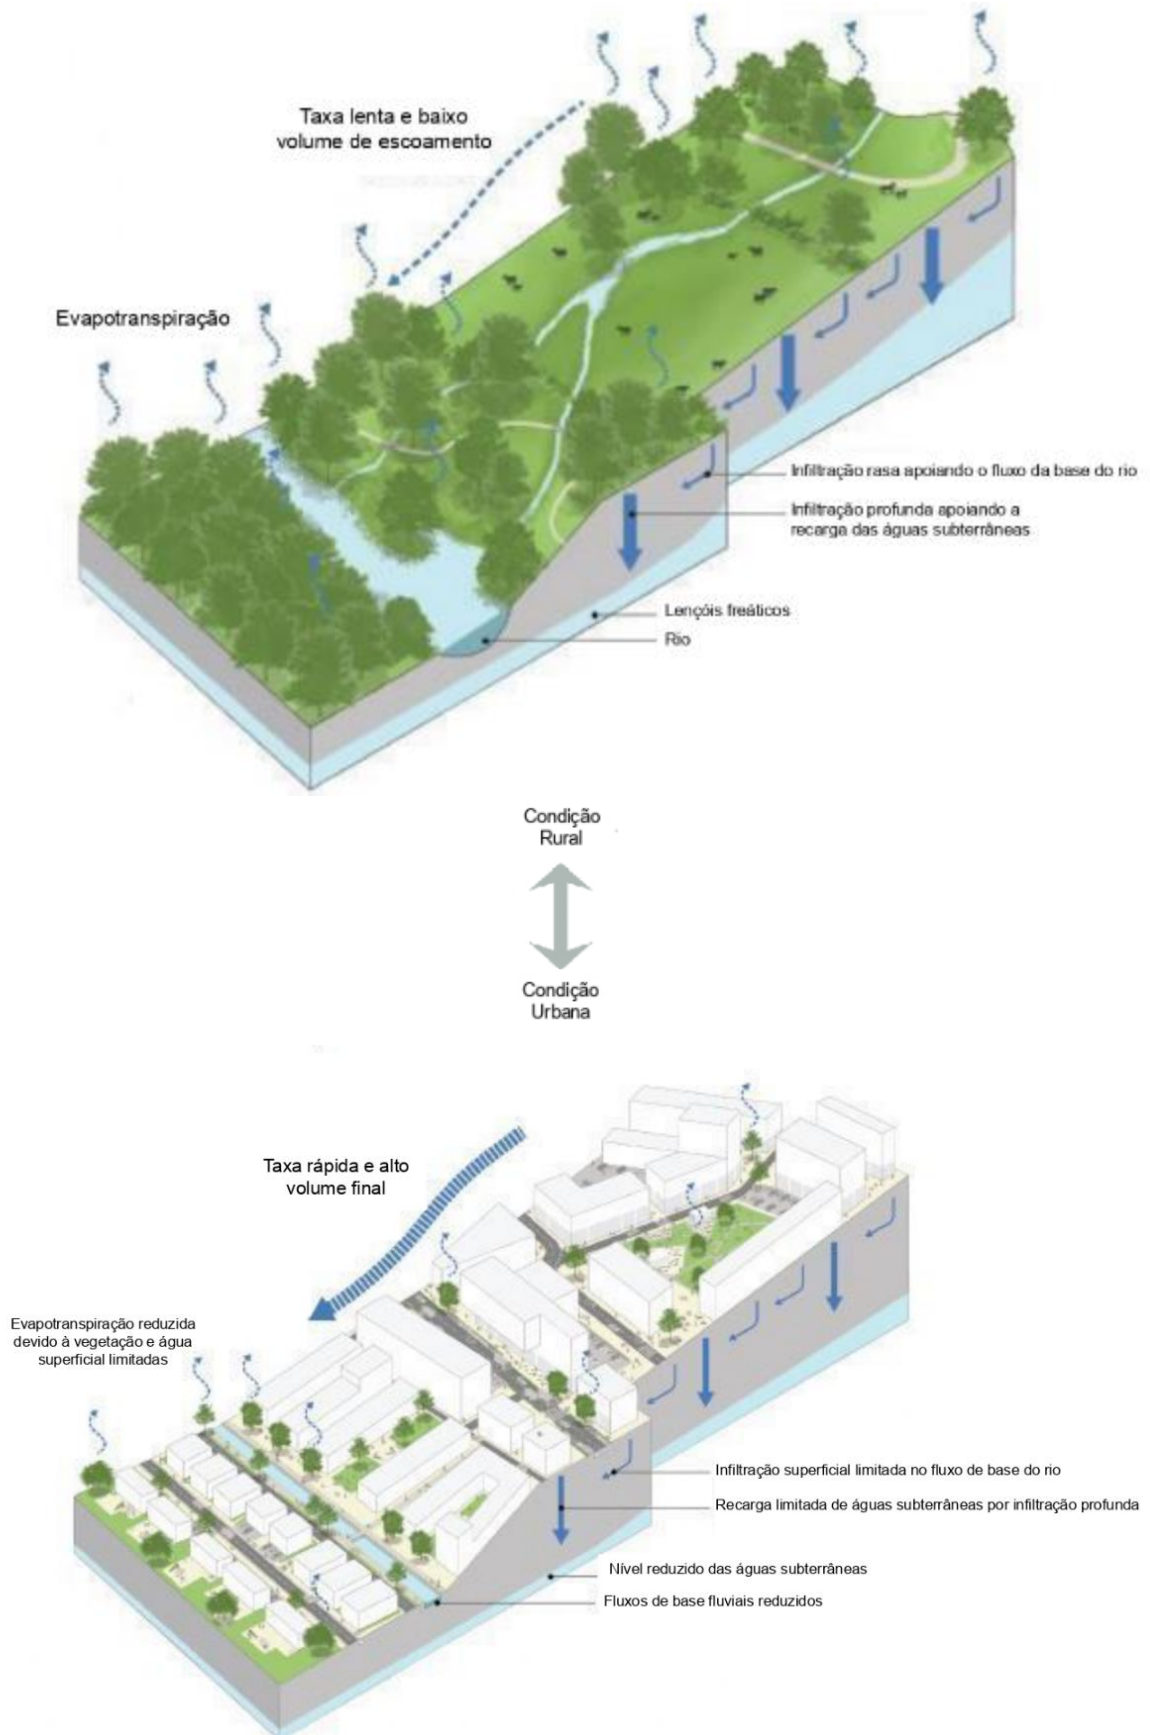 Taxa lenta e baixo
volume de escoamento
Evapotranspiração
Infiltração rasa apoiando o fluxo da base do rio
Infiltração profunda apoiando a
recarga das águas subterrâneas
Lençóis freáticos
Rio
Condição
Rural
Condição
Urbana
Taxa rápida e alto
volume final
Evapotranspiração reduzida
devido à vegetação e água
superficial limitadas
Infiltração superficial limitada no fluxo de base do rio
Recarga limitada de águas subterrâneas por infiltração profunda
Nível reduzido das águas subterrâneas
Fluxos de base fluviais reduzidos